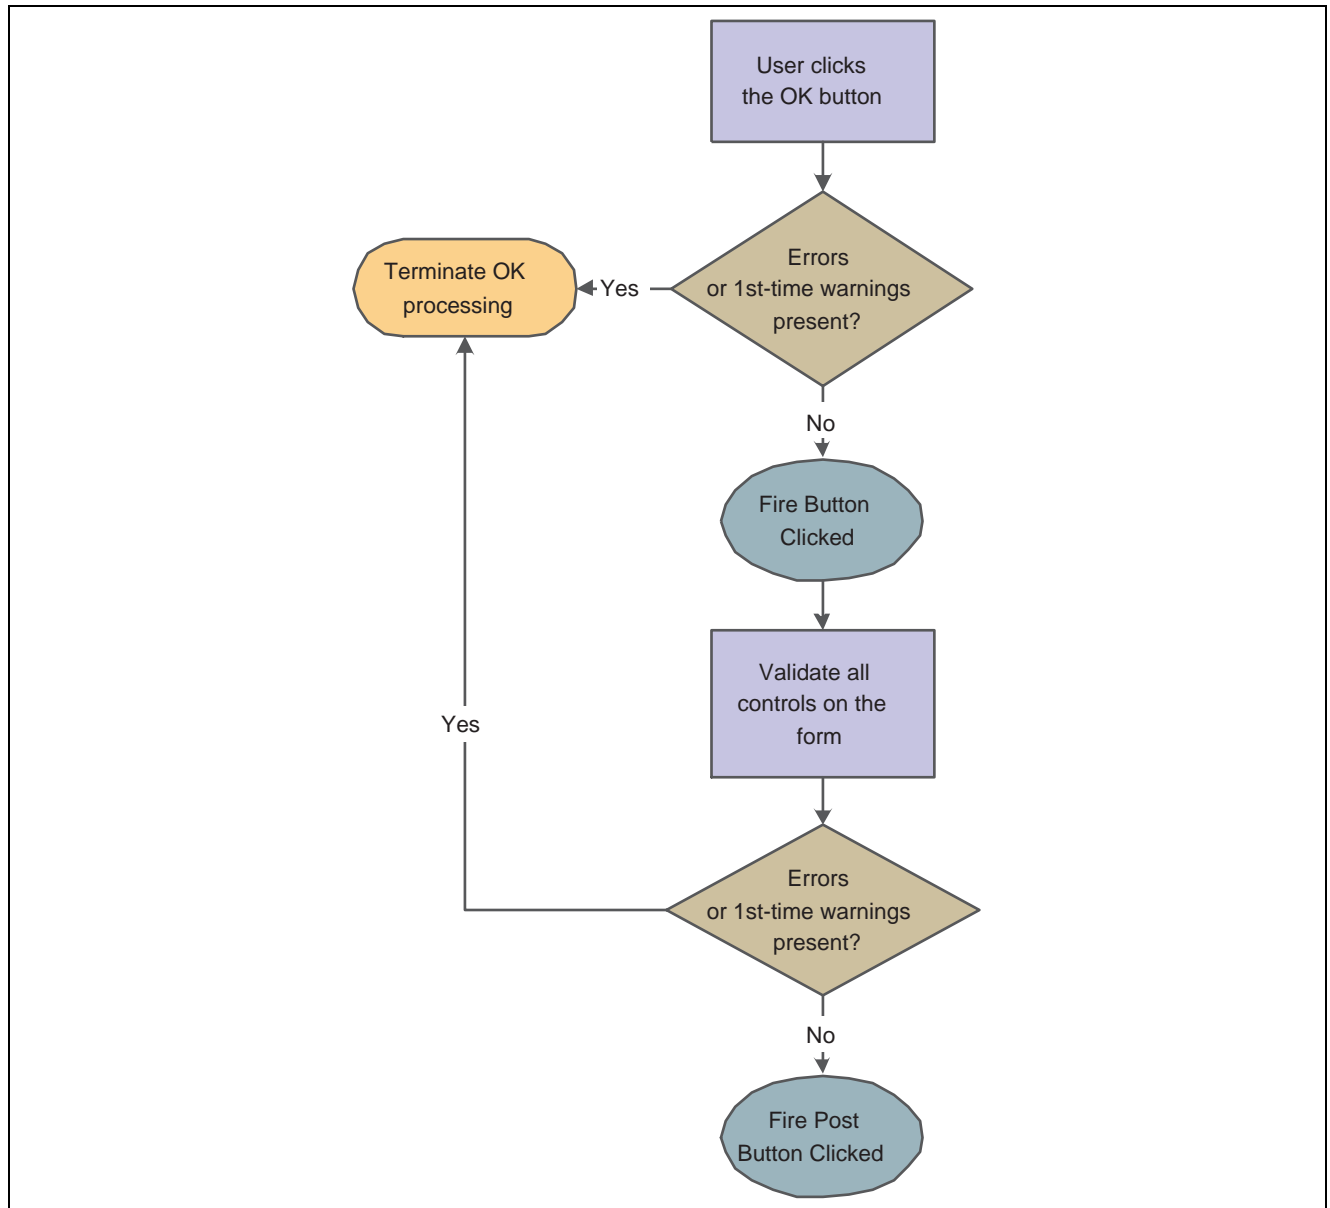 User clicks
the OK button
Errors
or 1st-time warnings
present?
Yes
Terminate OK
processing
No
Fire Button
Clicked
Validate all
controls on the
form
Yes
Errors
or 1st-time warnings
present?
No
Fire Post
Button Clicked